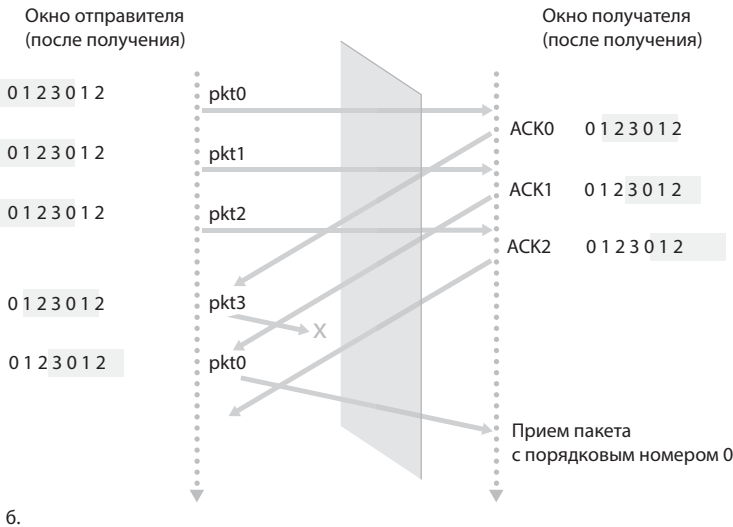 Окно отправителя
(после получения)
Окно получателя
(после получения)
0 1 2 3 0 1 2
pkt0
ACK0
0 1 2 3 0 1 2
0 1 2 3 0 1 2
pkt1
ACK1
0 1 2 3 0 1 2
0 1 2 3 0 1 2
pkt2
ACK2
0 1 2 3 0 1 2
0 1 2 3 0 1 2
pkt3
X
0 1 2 3 0 1 2
pkt0
Прием пакета
с порядковым номером 0
б.